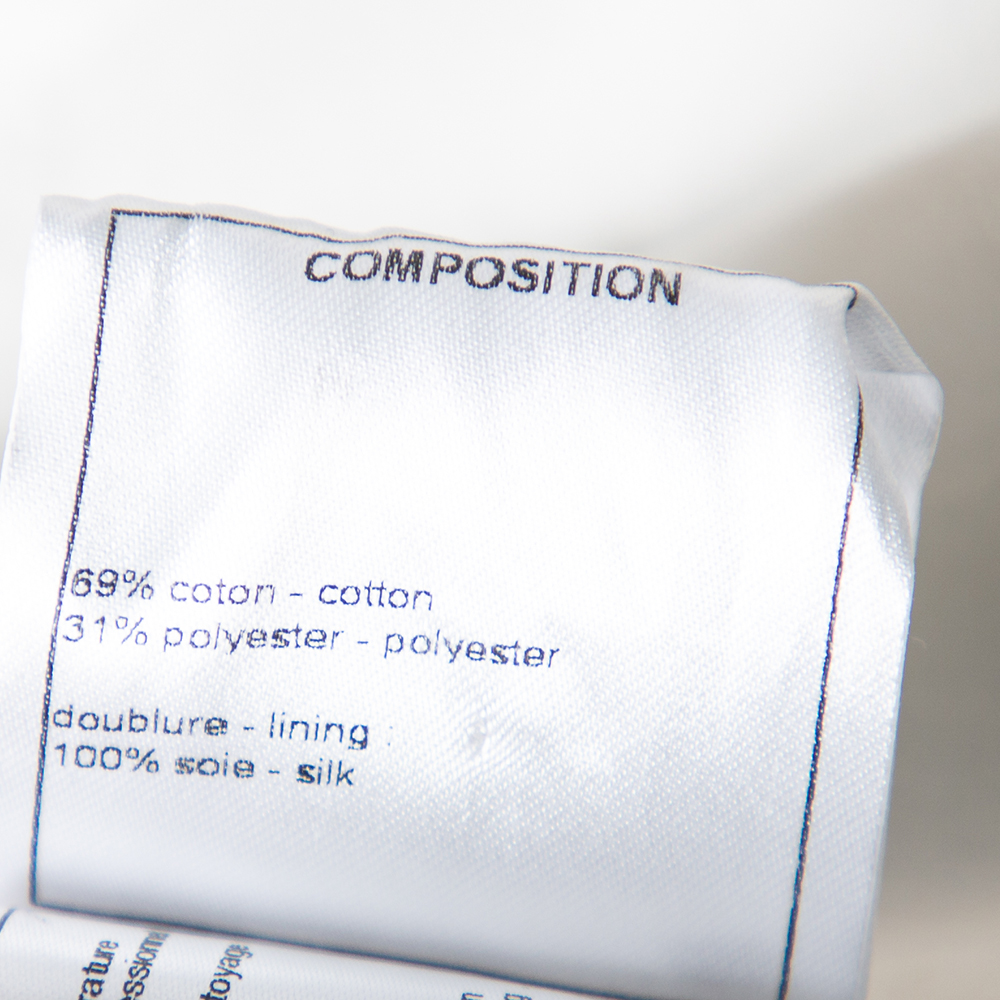 COMPOSITION
69% coton - cotton
31% polyester - polyester
doublure - lining :
100% soie - silk